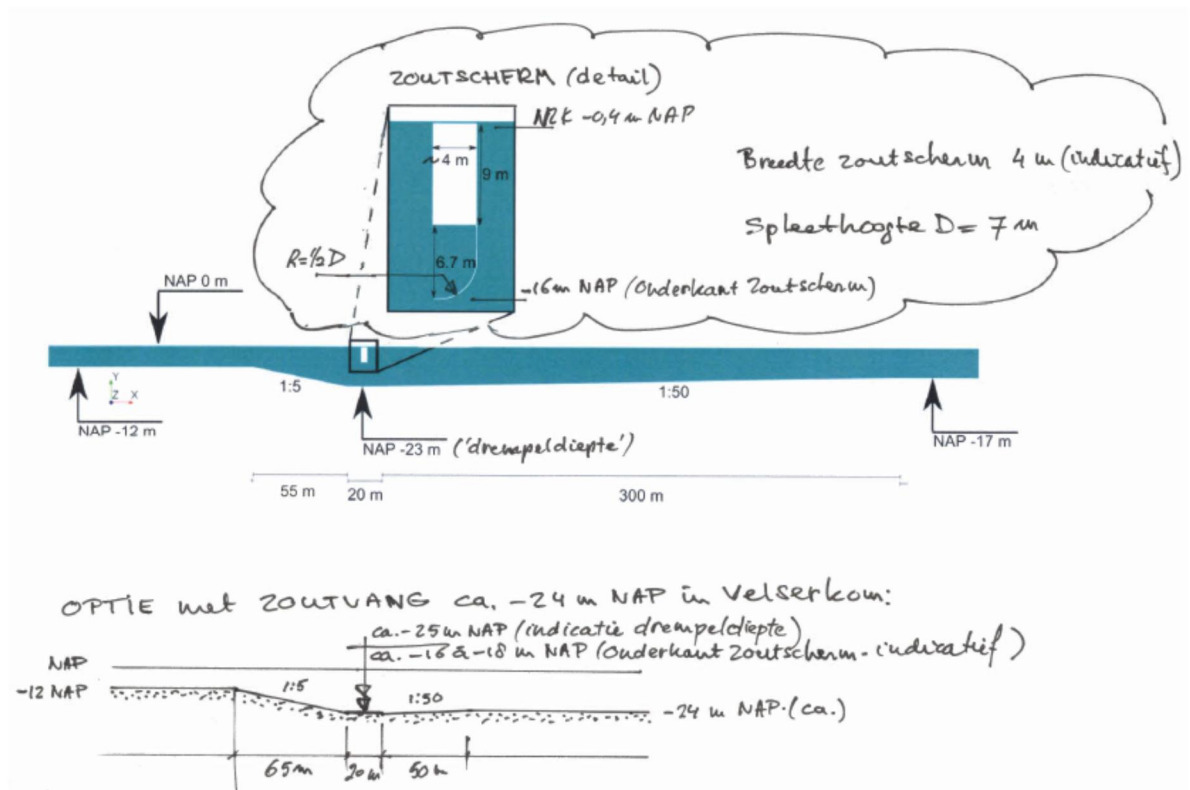 ZOUTSCHERM (detail)
NZK -0,4 m NAP
~4 m
9 m
Breedte zoutscherm 4 m (indicatief)
Spleethoogte D = 7 m
R=½D
6.7 m
-16 m NAP (Onderkant zoutscherm)
NAP 0 m
1:5
1:50
Y
Z X
NAP -12 m
NAP -23 m ('drempeldiepte')
NAP -17 m
55 m
20 m
300 m
OPTIE met ZOUTVANG ca. -24 m NAP in Velserkom:
ca. -25 m NAP (indicatie drempeldiepte)
ca. -16 à -18 m NAP (Onderkant zoutscherm - indicatief)
NAP
-12 NAP
1:5
1:50
-24 m NAP (ca.)
65m
20m
50m